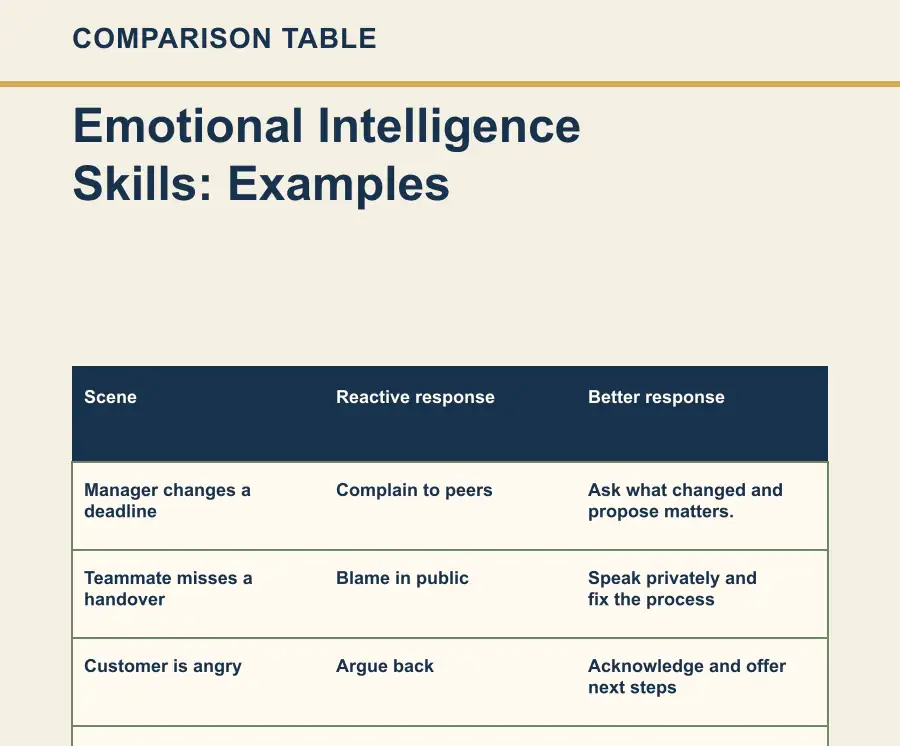 COMPARISON TABLE
Emotional Intelligence
Skills: Examples
Scene
Reactive response
Better response
Manager changes a
deadline
Complain to peers
Ask what changed and
propose matters.
Teammate misses a
handover
Blame in public
Speak privately and
fix the process
Customer is angry
Argue back
Acknowledge and offer
next steps